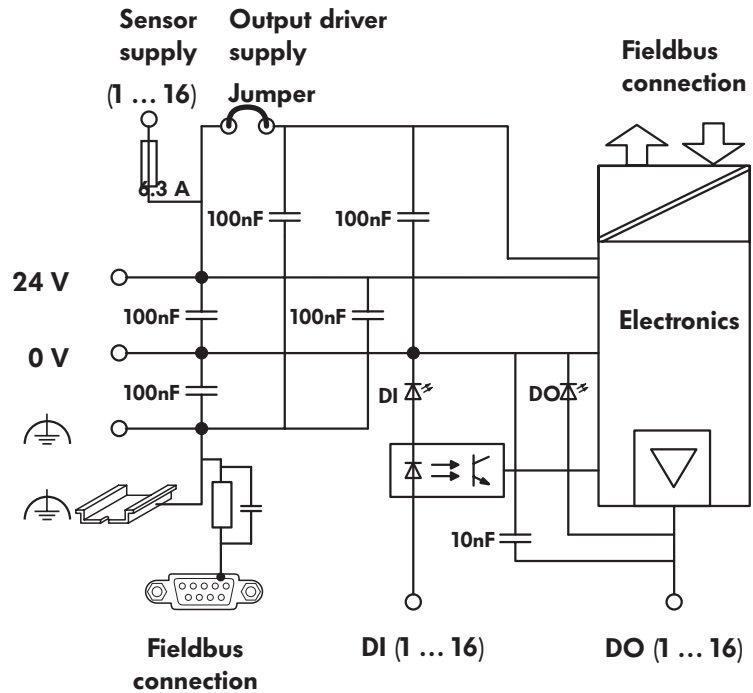 Sensor supply (1 ... 16)
Output driver supply
Jumper
Fieldbus connection
6.3 A
100nF
100nF
24 V
100nF
100nF
Electronics
0 V
100nF
DI
DO
10nF
Fieldbus connection
DI (1 ... 16)
DO (1 ... 16)